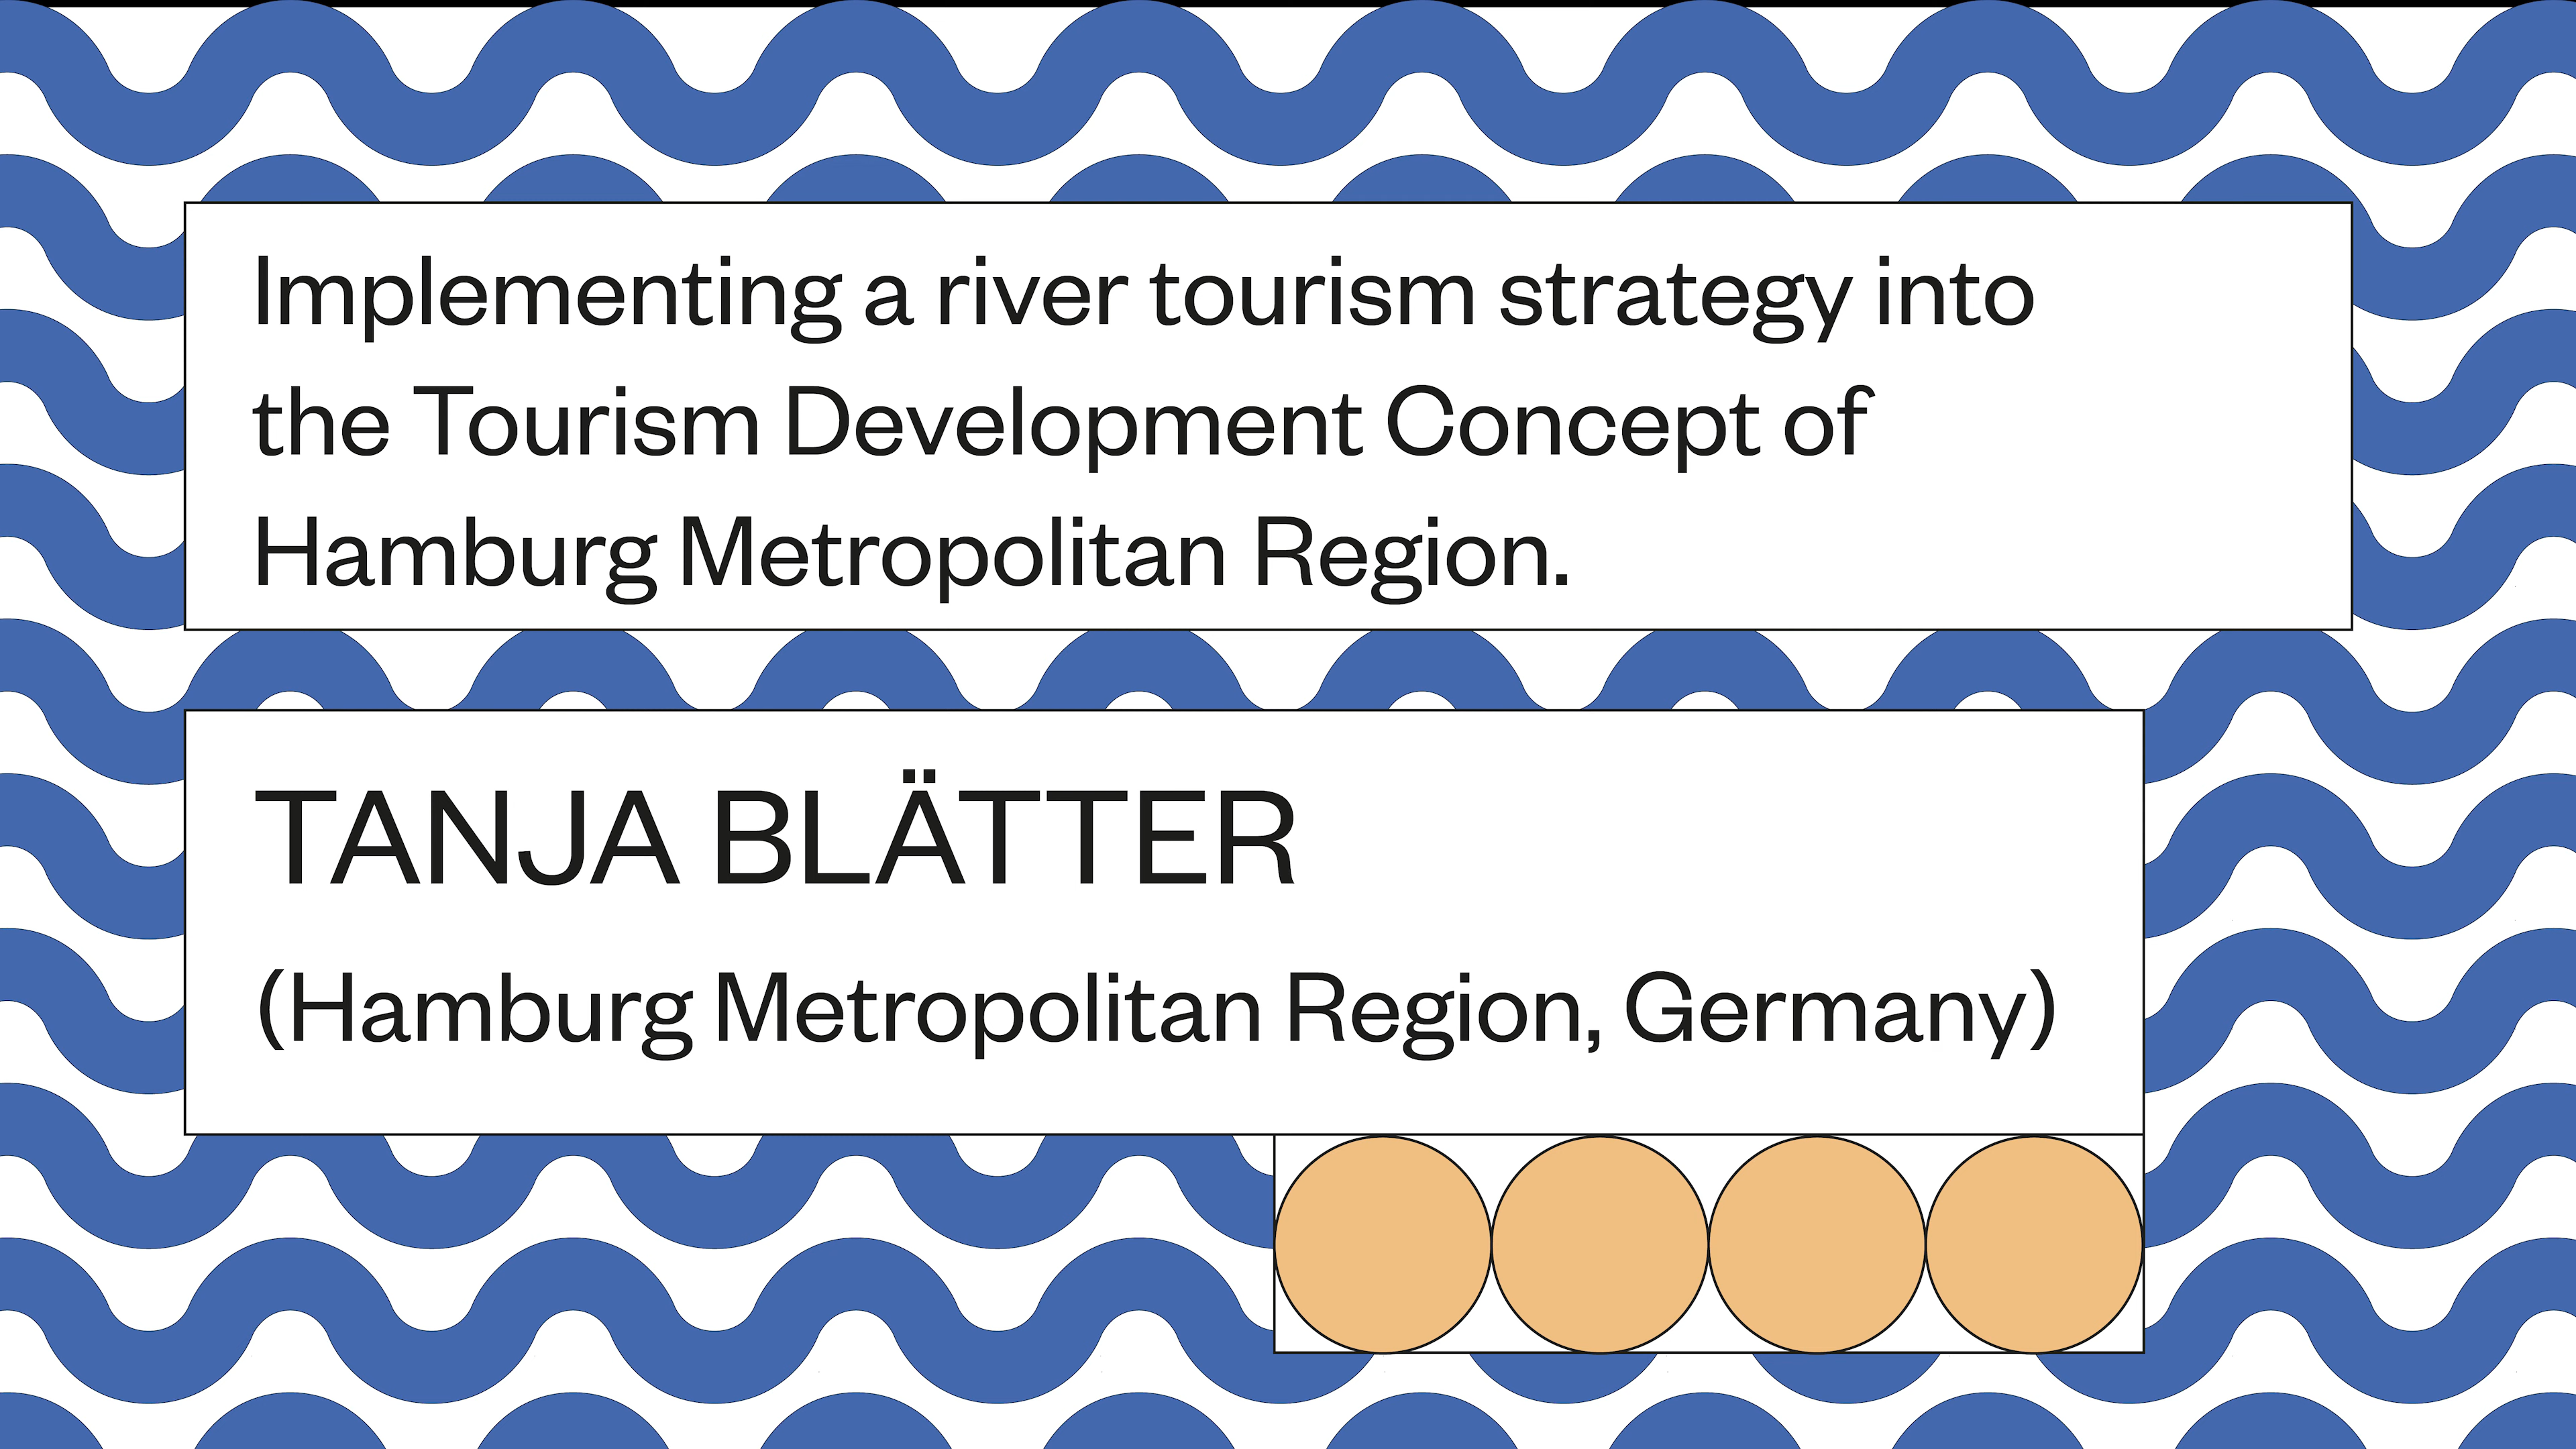 Implementing a river tourism strategy into
the Tourism Development Concept of
Hamburg Metropolitan Region.
TANJA BLÄTTER
(Hamburg Metropolitan Region, Germany)